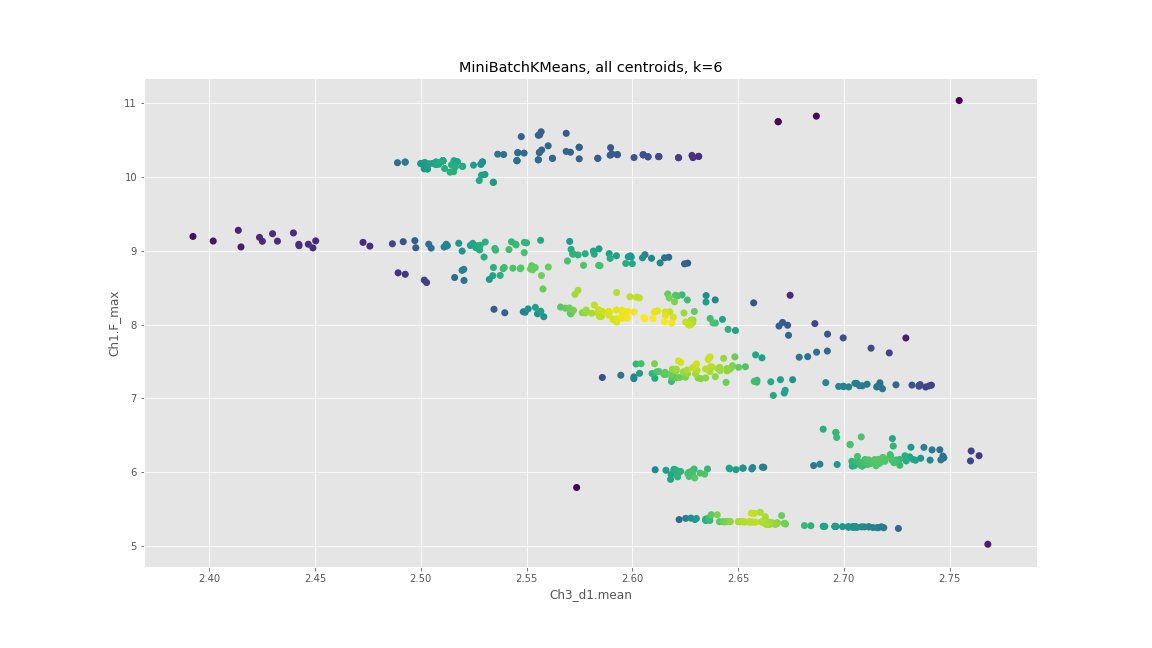 MiniBatchKMeans, all centroids, k=6
11
10
9
8
7
6
5
Ch1.F_max
2.40 2.45 2.50 2.55 2.60 2.65 2.70 2.75
Ch3_d1.mean